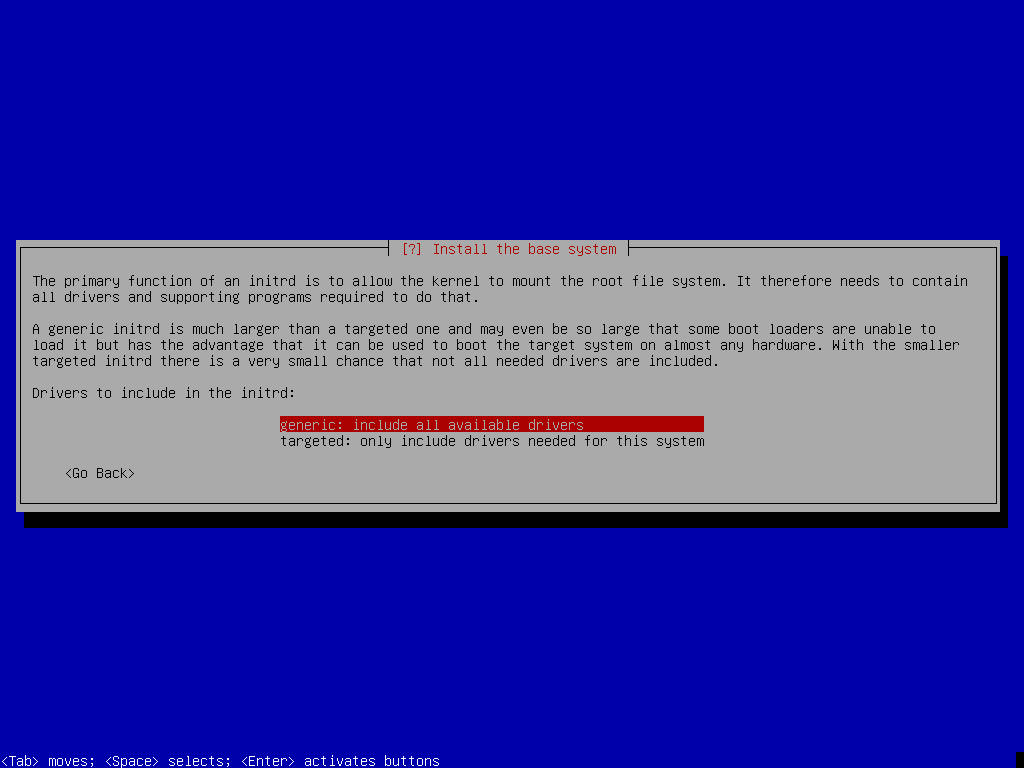 [?] Install the base system
The primary function of an initrd is to allow the kernel to mount the root file system. It therefore needs to contain
all drivers and supporting programs required to do that.
A generic initrd is much larger than a targeted one and may even be so large that some boot loaders are unable to
load it but has the advantage that it can be used to boot the target system on almost any hardware. With the smaller
targeted initrd there is a very small chance that not all needed drivers are included.
Drivers to include in the initrd:
generic: include all available drivers
targeted: only include drivers needed for this system
<Go Back>
<Tab> moves; <Space> selects; <Enter> activates buttons